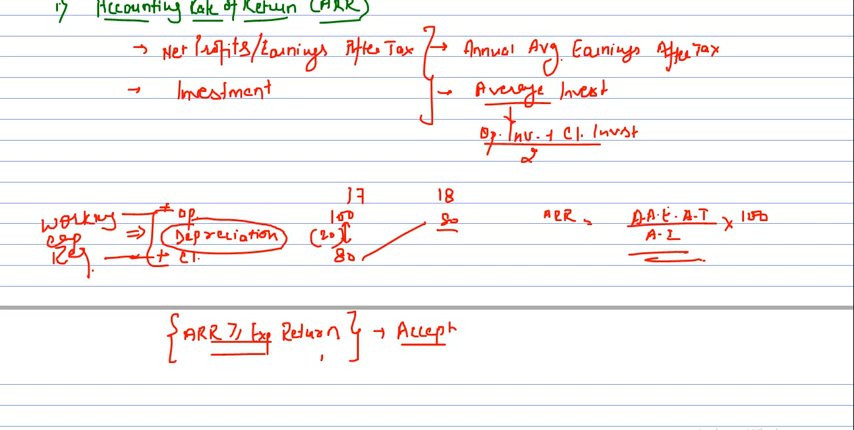 1) Accounting Rate of Return (ARR)
→ Net Profits/Earnings After Tax } → Annual Avg. Earnings After Tax
→ Investment } → Average Invest
Op. Inv. + Cl. Invst
2
17 18
Working + Op. 100 80 ARR = A.A.E.A.T × 100
Cap ⇒ Depreciation (20) A.I
Req. + Cl. 80
{ARR ≥ Exp Return} → Accept